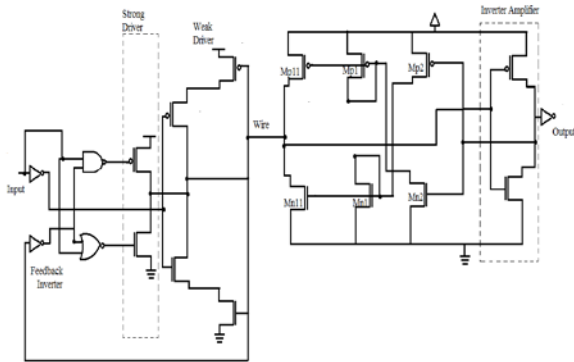 Strong
Driver
Weak
Driver
Inverter Amplifier
Mp11
Mp1
Mp2
Wire
Output
Input
Mn11
Mn1
Mn2
Feedback
Inverter